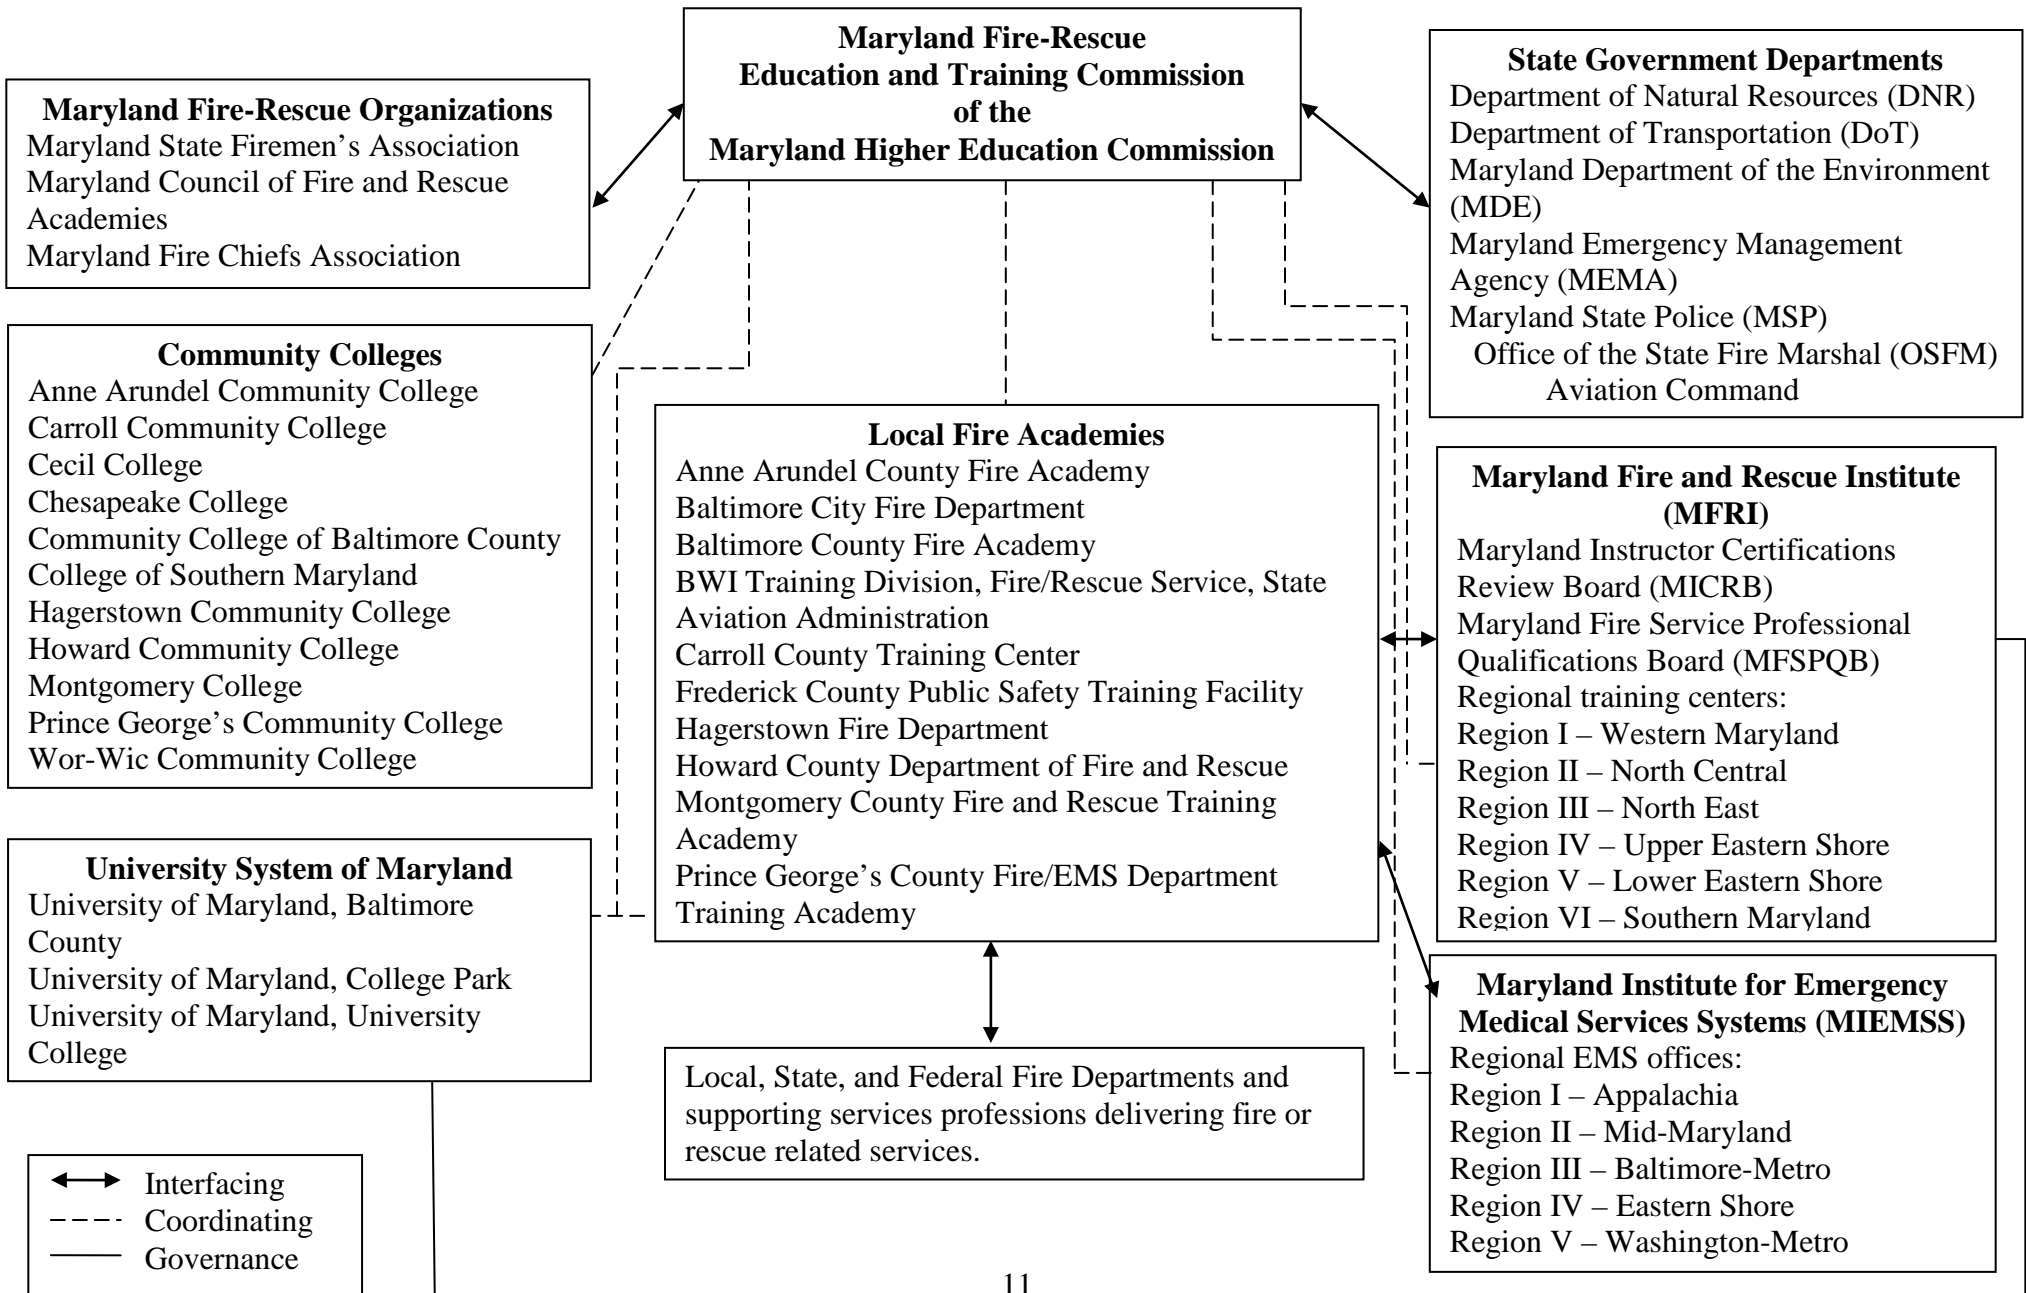 Maryland Fire-Rescue
Education and Training Commission
of the
Maryland Higher Education Commission
Maryland Fire-Rescue Organizations
Maryland State Firemen’s Association
Maryland Council of Fire and Rescue
Academies
Maryland Fire Chiefs Association
State Government Departments
Department of Natural Resources (DNR)
Department of Transportation (DoT)
Maryland Department of the Environment
(MDE)
Maryland Emergency Management
Agency (MEMA)
Maryland State Police (MSP)
Office of the State Fire Marshal (OSFM)
Aviation Command
Community Colleges
Anne Arundel Community College
Carroll Community College
Cecil College
Chesapeake College
Community College of Baltimore County
College of Southern Maryland
Hagerstown Community College
Howard Community College
Montgomery College
Prince George’s Community College
Wor-Wic Community College
Local Fire Academies
Anne Arundel County Fire Academy
Baltimore City Fire Department
Baltimore County Fire Academy
BWI Training Division, Fire/Rescue Service, State
Aviation Administration
Carroll County Training Center
Frederick County Public Safety Training Facility
Hagerstown Fire Department
Howard County Department of Fire and Rescue
Montgomery County Fire and Rescue Training
Academy
Prince George’s County Fire/EMS Department
Training Academy
Maryland Fire and Rescue Institute
(MFRI)
Maryland Instructor Certifications
Review Board (MICRB)
Maryland Fire Service Professional
Qualifications Board (MFSPQB)
Regional training centers:
Region I – Western Maryland
Region II – North Central
Region III – North East
Region IV – Upper Eastern Shore
Region V – Lower Eastern Shore
Region VI – Southern Maryland
University System of Maryland
University of Maryland, Baltimore
County
University of Maryland, College Park
University of Maryland, University
College
Local, State, and Federal Fire Departments and
supporting services professions delivering fire or
rescue related services.
Maryland Institute for Emergency
Medical Services Systems (MIEMSS)
Regional EMS offices:
Region I – Appalachia
Region II – Mid-Maryland
Region III – Baltimore-Metro
Region IV – Eastern Shore
Region V – Washington-Metro
Interfacing
Coordinating
Governance
11